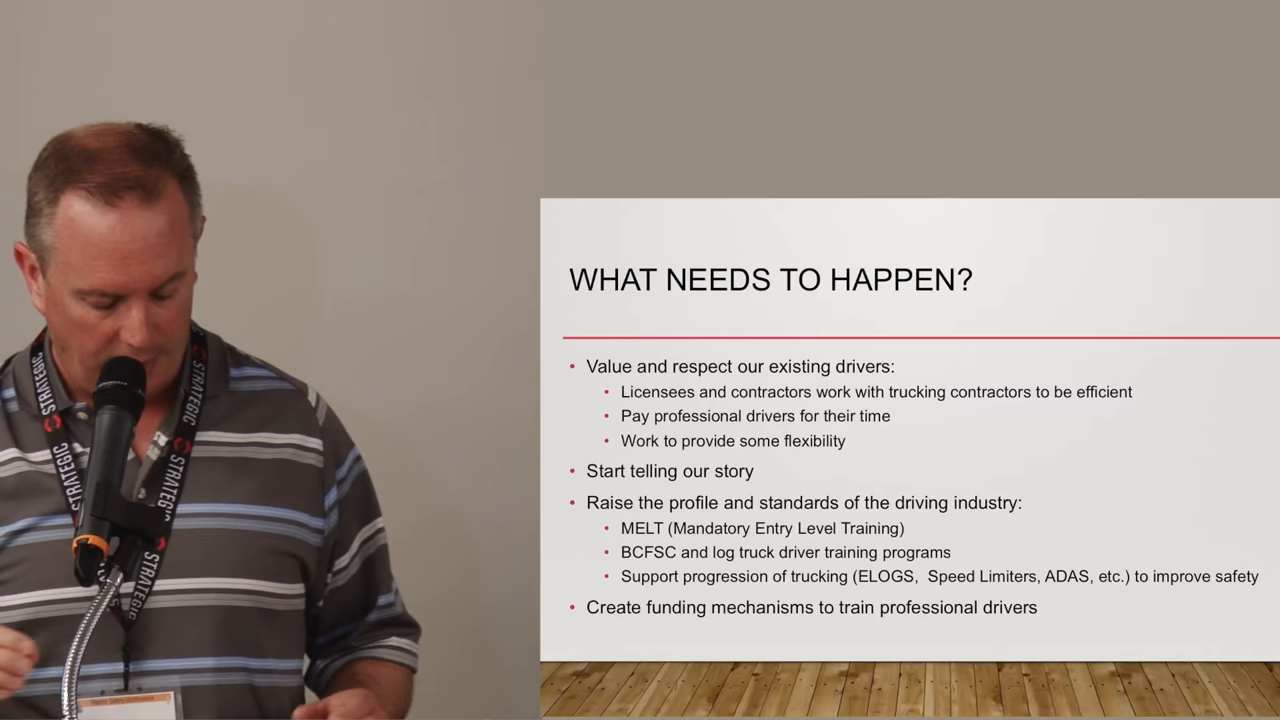 WHAT NEEDS TO HAPPEN?
• Value and respect our existing drivers:
• Licensees and contractors work with trucking contractors to be efficient
• Pay professional drivers for their time
• Work to provide some flexibility
• Start telling our story
• Raise the profile and standards of the driving industry:
• MELT (Mandatory Entry Level Training)
• BCFSC and log truck driver training programs
• Support progression of trucking (ELOGS, Speed Limiters, ADAS, etc.) to improve safety
• Create funding mechanisms to train professional drivers
STRATEGIC
STRATEGIC
STRATEGIC
STRATEGIC
STRATEGIC